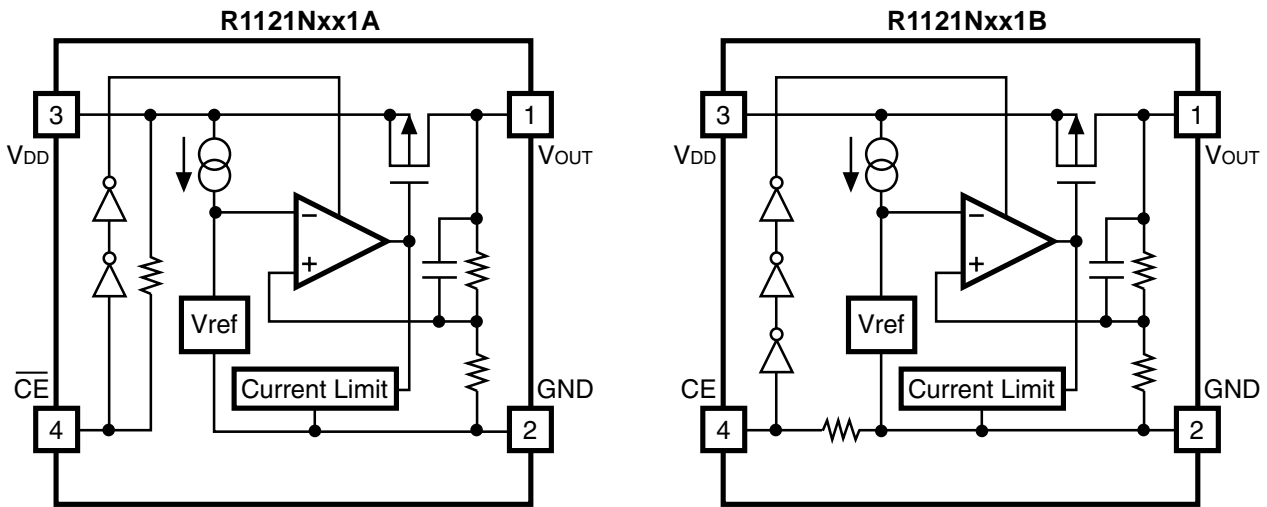 R1121Nxx1A
3
VDD
1
VOUT
−
+
Vref
Current Limit
C̅E̅
4
GND
2
R1121Nxx1B
3
VDD
1
VOUT
−
+
Vref
Current Limit
CE
4
GND
2